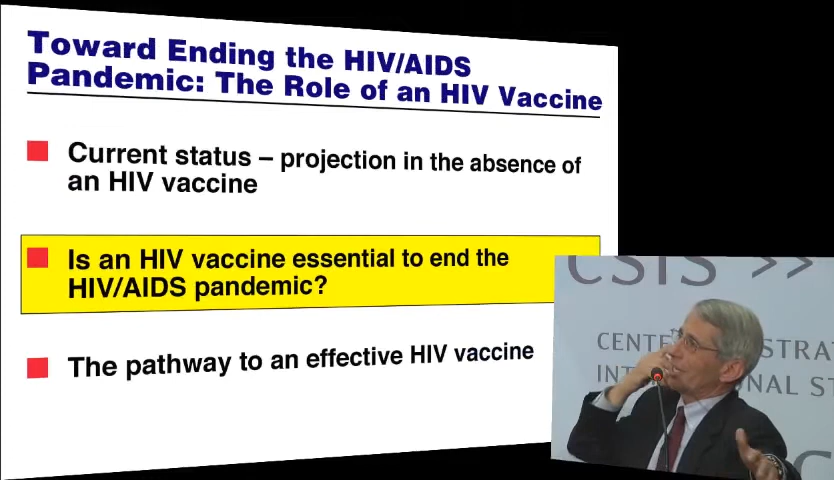 Toward Ending the HIV/AIDS
Pandemic: The Role of an HIV Vaccine
Current status – projection in the absence of
an HIV vaccine
Is an HIV vaccine essential to end the
HIV/AIDS pandemic?
The pathway to an effective HIV vaccine
CSIS >>
CENTE STRA
IN NAL ST
C